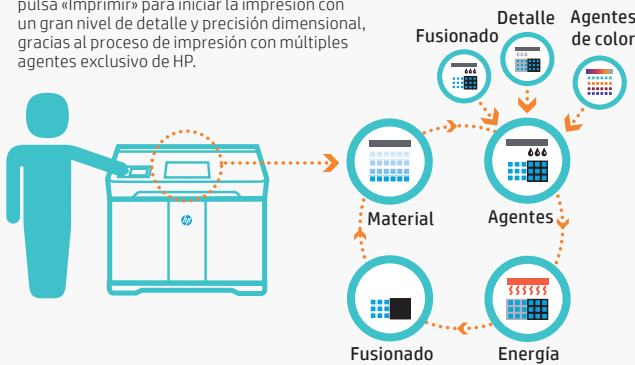 pulsa «Imprimir» para iniciar la impresión con
un gran nivel de detalle y precisión dimensional,
gracias al proceso de impresión con múltiples
agentes exclusivo de HP.
Fusionado
Detalle
Agentes
de color
hp
Material
Agentes
Fusionado
Energía